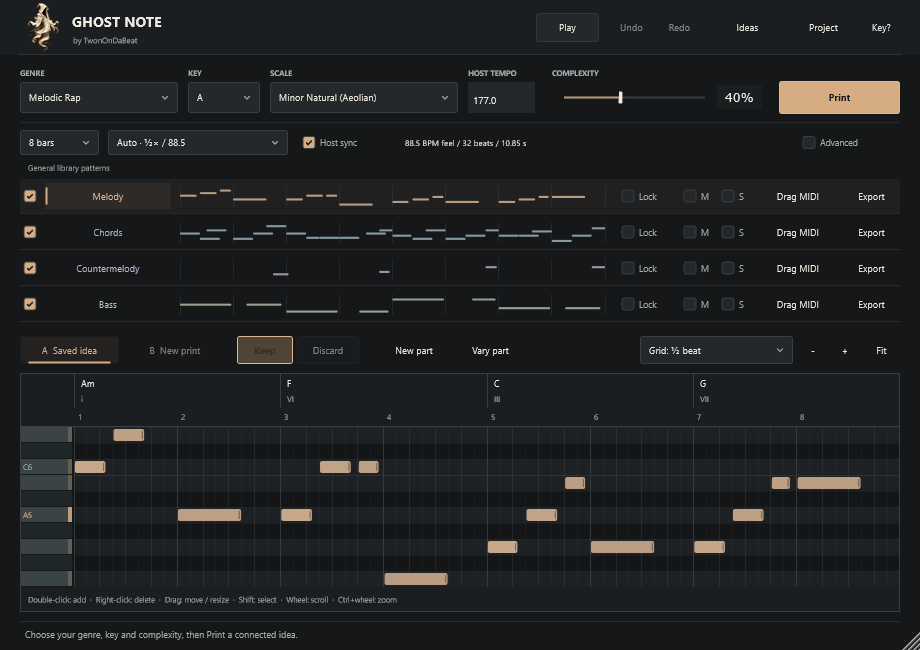 GHOST NOTE
by TwonOnDaBeat
Play Undo Redo Ideas Project Key?
GENRE KEY SCALE HOST TEMPO COMPLEXITY
Melodic Rap A Minor Natural (Aeolian) 177.0 40% Print
8 bars Auto · ½× / 88.5 Host sync 88.5 BPM feel / 32 beats / 10.85 s Advanced
General library patterns
Melody Lock M S Drag MIDI Export
Chords Lock M S Drag MIDI Export
Countermelody Lock M S Drag MIDI Export
Bass Lock M S Drag MIDI Export
A Saved idea B New print Keep Discard New part Vary part Grid: ½ beat - + Fit
Am F C G
i VI III VII
1 2 3 4 5 6 7 8
C6
A5
Double-click: add · Right-click: delete · Drag: move / resize · Shift: select · Wheel: scroll · Ctrl+wheel: zoom
Choose your genre, key and complexity, then Print a connected idea.